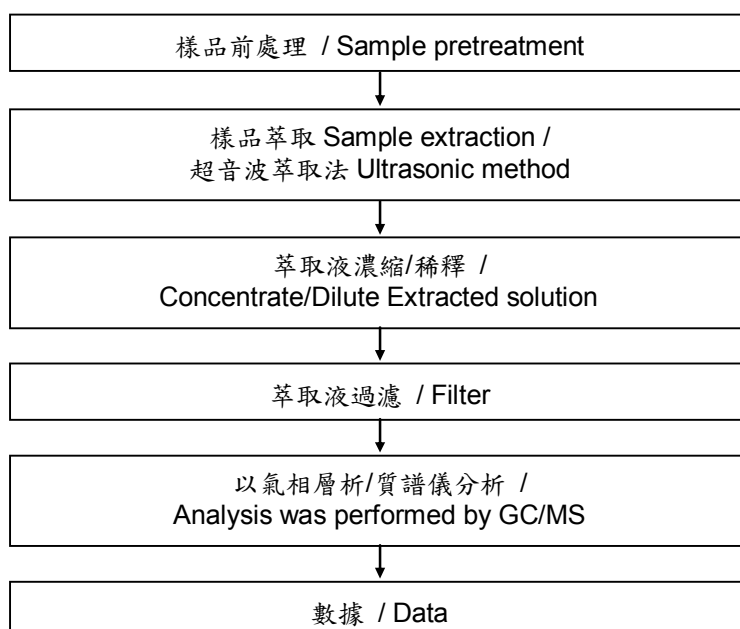 樣品前處理 / Sample pretreatment
樣品萃取 Sample extraction /
超音波萃取法 Ultrasonic method
萃取液濃縮/稀釋 /
Concentrate/Dilute Extracted solution
萃取液過濾 / Filter
以氣相層析/質譜儀分析 /
Analysis was performed by GC/MS
數據 / Data